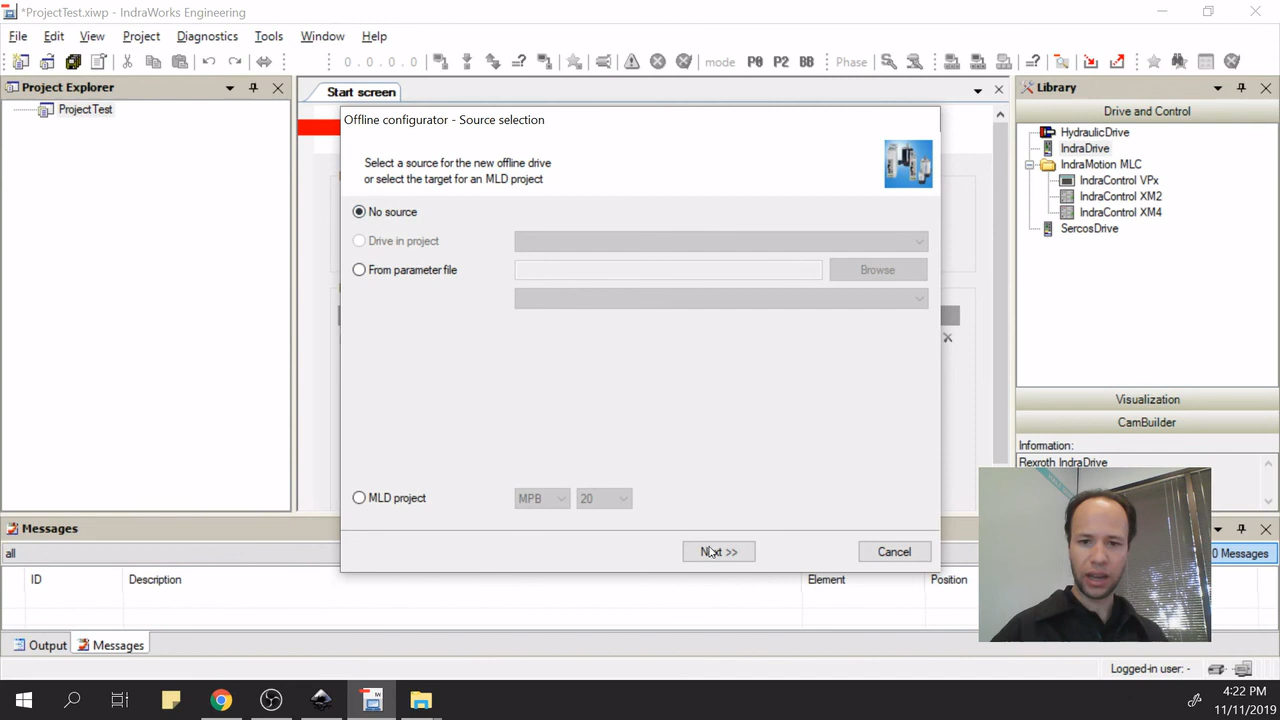 *ProjectTest.xiwp - IndraWorks Engineering
File Edit View Project Diagnostics Tools Window Help
0 : 0 . 0 . 0 . 0 mode P0 P2 BB Phase
Project Explorer
ProjectTest
Start screen
Offline configurator - Source selection
Select a source for the new offline drive
or select the target for an MLD project
No source
Drive in project
From parameter file Browse
MLD project MPB 20
Next >> Cancel
Library
Drive and Control
HydraulicDrive
IndraDrive
IndraMotion MLC
IndraControl VPx
IndraControl XM2
IndraControl XM4
SercosDrive
Visualization
CamBuilder
Information:
Rexroth IndraDrive
Messages
all 0 Messages
ID Description Element Position
Output Messages
Logged-in user: -
4:22 PM
11/11/2019